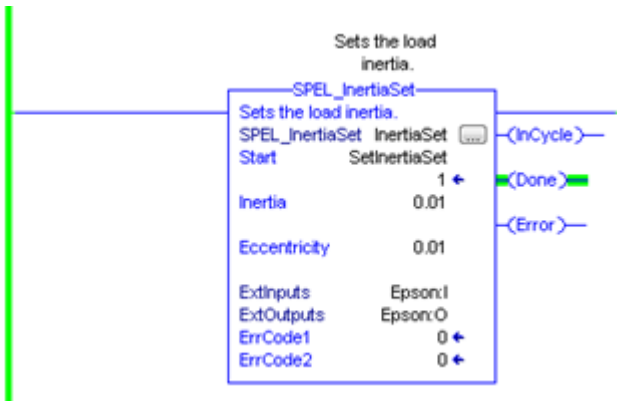 Sets the load
inertia.
SPEL_InertiaSet
Sets the load inertia.
SPEL_InertiaSet InertiaSet ...
(InCycle)
Start SetInertiaSet
1
(Done)
Inertia 0.01
(Error)
Eccentricity 0.01
ExtInputs Epson:I
ExtOutputs Epson:O
ErrCode1 0
ErrCode2 0